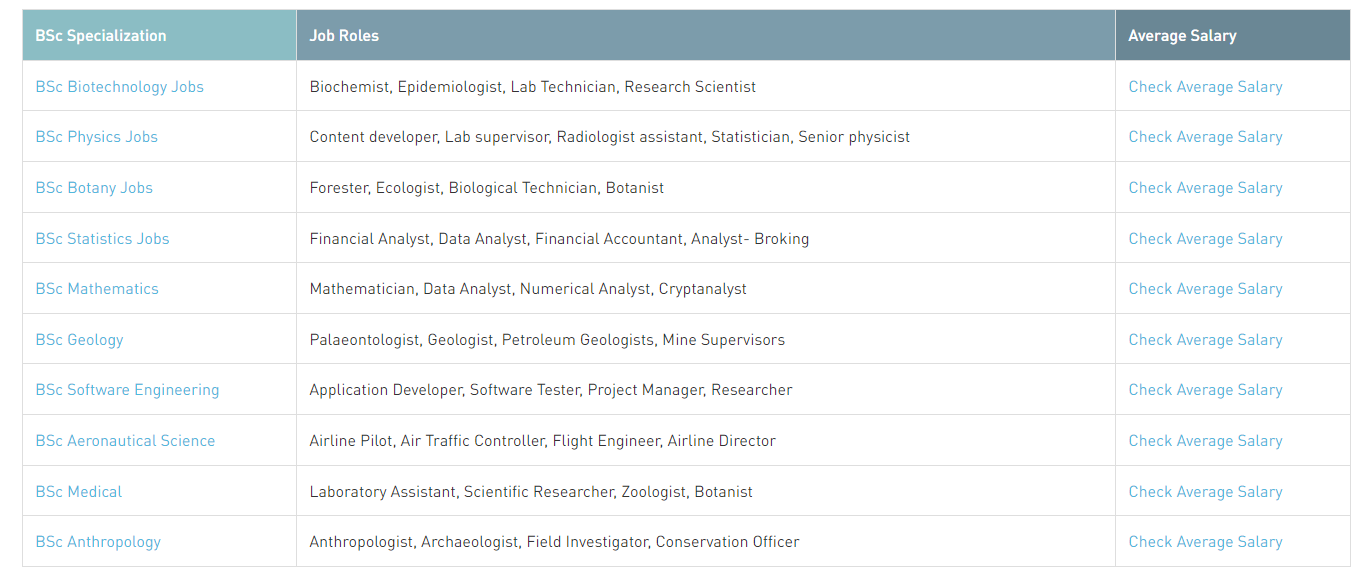 BSc Specialization Job Roles Average Salary
BSc Biotechnology Jobs Biochemist, Epidemiologist, Lab Technician, Research Scientist Check Average Salary
BSc Physics Jobs Content developer, Lab supervisor, Radiologist assistant, Statistician, Senior physicist Check Average Salary
BSc Botany Jobs Forester, Ecologist, Biological Technician, Botanist Check Average Salary
BSc Statistics Jobs Financial Analyst, Data Analyst, Financial Accountant, Analyst- Broking Check Average Salary
BSc Mathematics Mathematician, Data Analyst, Numerical Analyst, Cryptanalyst Check Average Salary
BSc Geology Palaeontologist, Geologist, Petroleum Geologists, Mine Supervisors Check Average Salary
BSc Software Engineering Application Developer, Software Tester, Project Manager, Researcher Check Average Salary
BSc Aeronautical Science Airline Pilot, Air Traffic Controller, Flight Engineer, Airline Director Check Average Salary
BSc Medical Laboratory Assistant, Scientific Researcher, Zoologist, Botanist Check Average Salary
BSc Anthropology Anthropologist, Archaeologist, Field Investigator, Conservation Officer Check Average Salary